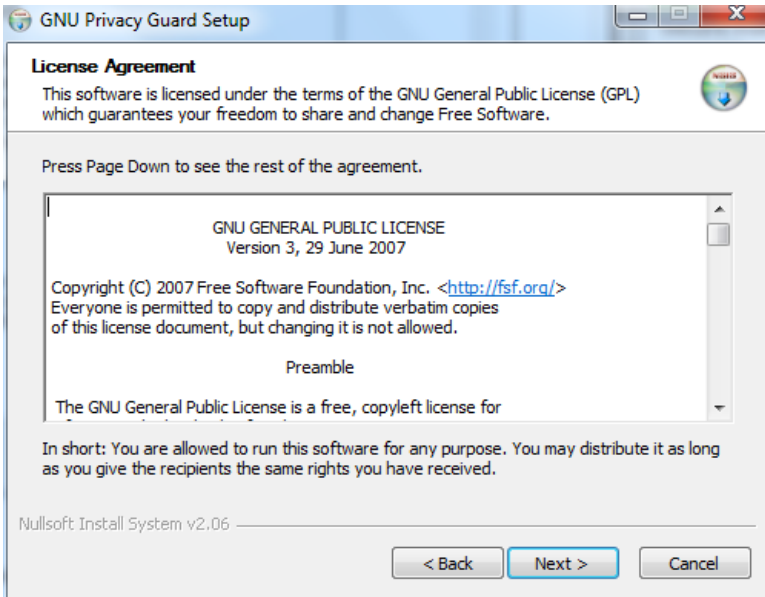 GNU Privacy Guard Setup
License Agreement
This software is licensed under the terms of the GNU General Public License (GPL)
which guarantees your freedom to share and change Free Software.
Press Page Down to see the rest of the agreement.
GNU GENERAL PUBLIC LICENSE
Version 3, 29 June 2007
Copyright (C) 2007 Free Software Foundation, Inc. <http://fsf.org/>
Everyone is permitted to copy and distribute verbatim copies
of this license document, but changing it is not allowed.
Preamble
The GNU General Public License is a free, copyleft license for
In short: You are allowed to run this software for any purpose. You may distribute it as long
as you give the recipients the same rights you have received.
Nullsoft Install System v2.06
< Back
Next >
Cancel